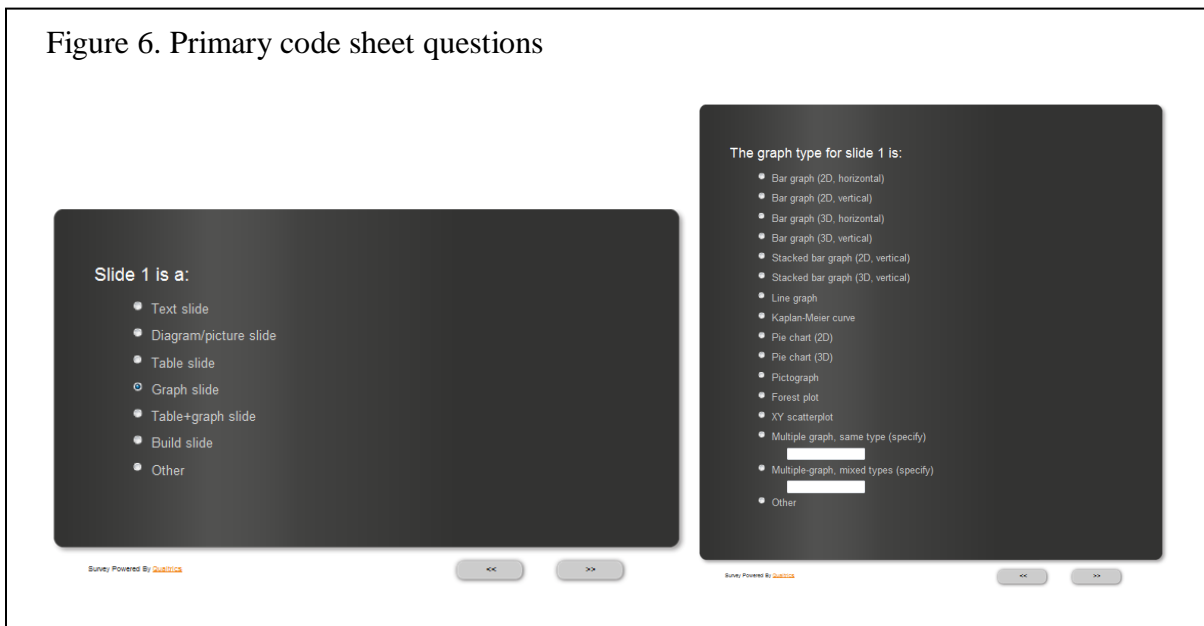 Figure 6. Primary code sheet questions
Slide 1 is a:
Text slide
Diagram/picture slide
Table slide
Graph slide
Table+graph slide
Build slide
Other
Survey Powered By Qualtrics
<<
>>
The graph type for slide 1 is:
Bar graph (2D, horizontal)
Bar graph (2D, vertical)
Bar graph (3D, horizontal)
Bar graph (3D, vertical)
Stacked bar graph (2D, vertical)
Stacked bar graph (3D, vertical)
Line graph
Kaplan-Meier curve
Pie chart (2D)
Pie chart (3D)
Pictograph
Forest plot
XY scatterplot
Multiple graph, same type (specify)
Multiple-graph, mixed types (specify)
Other
Survey Powered By Qualtrics
<<
>>